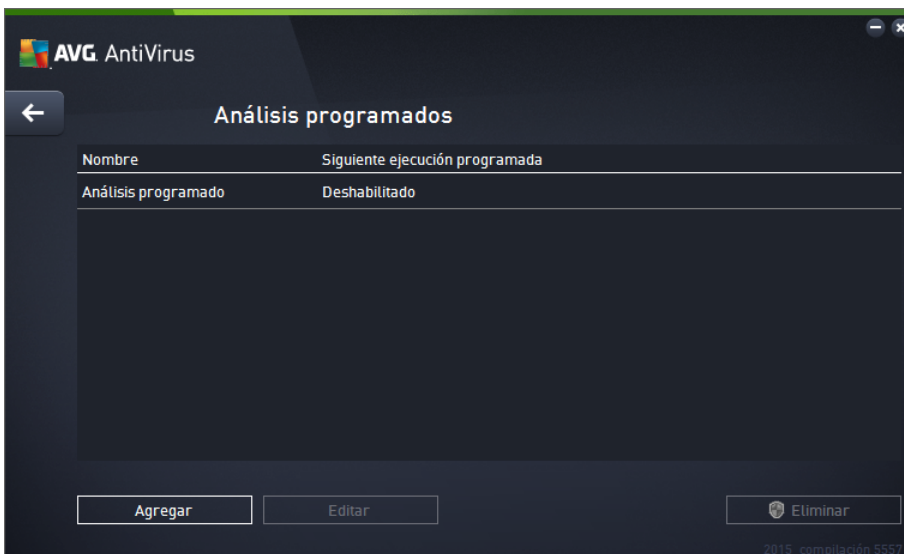 AVG. AntiVirus
Análisis programados
Nombre Siguiente ejecución programada
Análisis programado Deshabilitado
Agregar Editar Eliminar
2015 compilación 5557